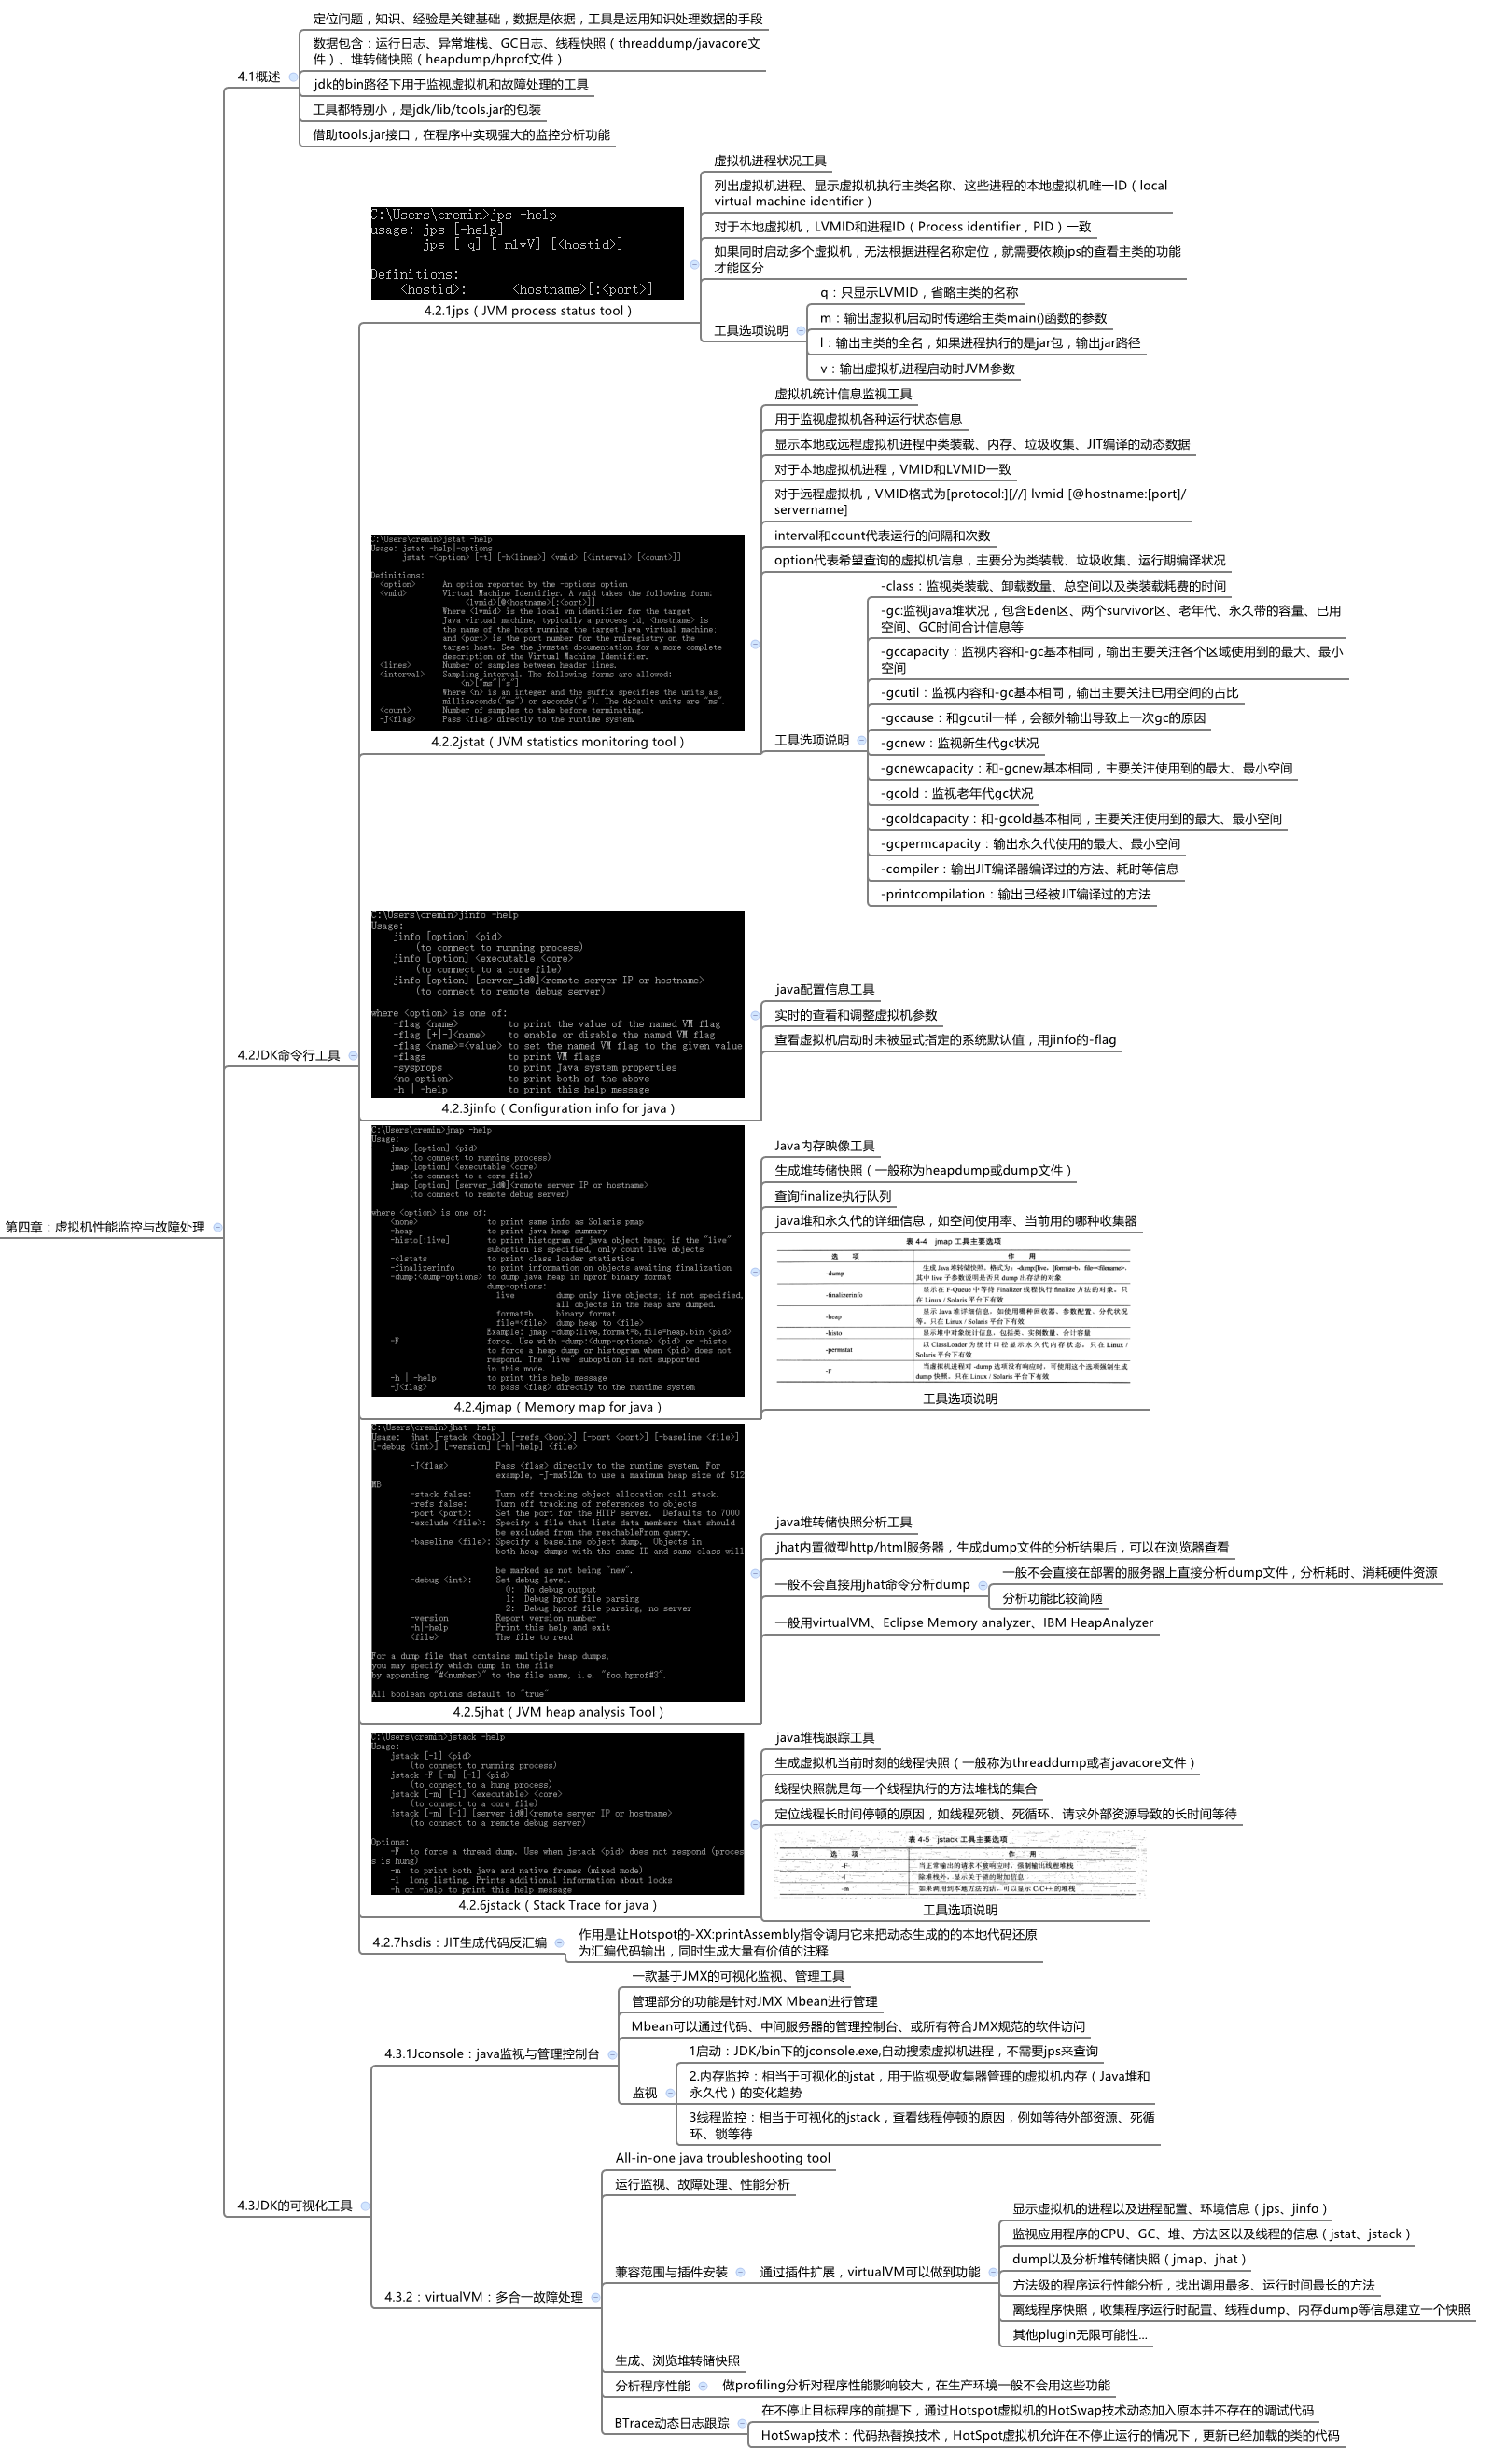 定位问题，知识、经验是关键基础，数据是依据，工具是运用知识处理数据的手段
数据包含：运行日志、异常堆栈、GC日志、线程快照（threaddump/javacore文
件）、堆转储快照（heapdump/hprof文件）
4.1概述
jdk的bin路径下用于监视虚拟机和故障处理的工具
工具都特别小，是jdk/lib/tools.jar的包装
借助tools.jar接口，在程序中实现强大的监控分析功能
C:\Users\cremin>jps -help
usage: jps [-help]
jps [-q] [-mlvV] [<hostid>]
Definitions:
<hostid>: <hostname>[:<port>]
4.2.1jps（JVM process status tool）
虚拟机进程状况工具
列出虚拟机进程、显示虚拟机执行主类名称、这些进程的本地虚拟机唯一ID（local
virtual machine identifier）
对于本地虚拟机，LVMID和进程ID（Process identifier，PID）一致
如果同时启动多个虚拟机，无法根据进程名称定位，就需要依赖jps的查看主类的功能
才能区分
工具选项说明
q：只显示LVMID，省略主类的名称
m：输出虚拟机启动时传递给主类main()函数的参数
l：输出主类的全名，如果进程执行的是jar包，输出jar路径
v：输出虚拟机进程启动时JVM参数
C:\Users\cremin>jstat -help
Usage: jstat -help|-options
jstat -<option> [-t] [-h<lines>] <vmid> [<interval> [<count>]]
Definitions:
<option> An option reported by the -options option
<vmid> Virtual Machine Identifier. A vmid takes the following form:
<lvmid>[@<hostname>[:<port>]]
Where <lvmid> is the local vm identifier for the target
Java virtual machine, typically a process id; <hostname> is
the name of the host running the target Java virtual machine;
and <port> is the port number for the rmiregistry on the
target host. See the jvmstat documentation for a more complete
description of the Virtual Machine Identifier.
<lines> Number of samples between header lines.
<interval> Sampling interval. The following forms are allowed:
<n>["ms"|"s"]
Where <n> is an integer and the suffix specifies the units as
milliseconds("ms") or seconds("s"). The default units are "ms".
<count> Number of samples to take before terminating.
-J<flag> Pass <flag> directly to the runtime system.
4.2.2jstat（JVM statistics monitoring tool）
虚拟机统计信息监视工具
用于监视虚拟机各种运行状态信息
显示本地或远程虚拟机进程中类装载、内存、垃圾收集、JIT编译的动态数据
对于本地虚拟机进程，VMID和LVMID一致
对于远程虚拟机，VMID格式为[protocol:][//] lvmid [@hostname:[port]/
servername]
interval和count代表运行的间隔和次数
option代表希望查询的虚拟机信息，主要分为类装载、垃圾收集、运行期编译状况
工具选项说明
-class：监视类装载、卸载数量、总空间以及类装载耗费的时间
-gc:监视java堆状况，包含Eden区、两个survivor区、老年代、永久带的容量、已用
空间、GC时间合计信息等
-gccapacity：监视内容和-gc基本相同，输出主要关注各个区域使用到的最大、最小
空间
-gcutil：监视内容和-gc基本相同，输出主要关注已用空间的占比
-gccause：和gcutil一样，会额外输出导致上一次gc的原因
-gcnew：监视新生代gc状况
-gcnewcapacity：和-gcnew基本相同，主要关注使用到的最大、最小空间
-gcold：监视老年代gc状况
-gcoldcapacity：和-gcold基本相同，主要关注使用到的最大、最小空间
-gcpermcapacity：输出永久代使用的最大、最小空间
-compiler：输出JIT编译器编译过的方法、耗时等信息
-printcompilation：输出已经被JIT编译过的方法
4.2JDK命令行工具
C:\Users\cremin>jinfo -help
Usage:
jinfo [option] <pid>
(to connect to running process)
jinfo [option] <executable <core>
(to connect to a core file)
jinfo [option] [server_id@]<remote server IP or hostname>
(to connect to remote debug server)
where <option> is one of:
-flag <name> to print the value of the named VM flag
-flag [+|-]<name> to enable or disable the named VM flag
-flag <name>=<value> to set the named VM flag to the given value
-flags to print VM flags
-sysprops to print Java system properties
<no option> to print both of the above
-h | -help to print this help message
4.2.3jinfo（Configuration info for java）
java配置信息工具
实时的查看和调整虚拟机参数
查看虚拟机启动时未被显式指定的系统默认值，用jinfo的-flag
第四章：虚拟机性能监控与故障处理
C:\Users\cremin>jmap -help
Usage:
jmap [option] <pid>
(to connect to running process)
jmap [option] <executable <core>
(to connect to a core file)
jmap [option] [server_id@]<remote server IP or hostname>
(to connect to remote debug server)
where <option> is one of:
<none> to print same info as Solaris pmap
-heap to print java heap summary
-histo[:live] to print histogram of java object heap; if the "live"
suboption is specified, only count live objects
-clstats to print class loader statistics
-finalizerinfo to print information on objects awaiting finalization
-dump:<dump-options> to dump java heap in hprof binary format
dump-options:
live dump only live objects; if not specified,
all objects in the heap are dumped.
format=b binary format
file=<file> dump heap to <file>
Example: jmap -dump:live,format=b,file=heap.bin <pid>
-F force. Use with -dump:<dump-options> <pid> or -histo
to force a heap dump or histogram when <pid> does not
respond. The "live" suboption is not supported
in this mode.
-h | -help to print this help message
-J<flag> to pass <flag> directly to the runtime system
4.2.4jmap（Memory map for java）
Java内存映像工具
生成堆转储快照（一般称为heapdump或dump文件）
查询finalize执行队列
java堆和永久代的详细信息，如空间使用率、当前用的哪种收集器
表 4-4 jmap 工具主要选项
选 项 作 用
-dump 生成 Java 堆转储快照。格式为：-dump:[live, ]format=b, file=<filename>，
其中 live 子参数说明是否只 dump 出存活的对象
-finalizerinfo 显示在 F-Queue 中等待 Finalizer 线程执行 finalize 方法的对象。只
在 Linux / Solaris 平台下有效
-heap 显示 Java 堆详细信息，如使用哪种回收器、参数配置、分代状况
等。只在 Linux / Solaris 平台下有效
-histo 显示堆中对象统计信息，包括类、实例数量、合计容量
-permstat 以 ClassLoader 为统计口径显示永久代内存状态。只在 Linux /
Solaris 平台下有效
-F 当虚拟机进程对 -dump 选项没有响应时，可使用这个选项强制生成
dump 快照。只在 Linux / Solaris 平台下有效
工具选项说明
C:\Users\cremin>jhat -help
Usage: jhat [-stack <bool>] [-refs <bool>] [-port <port>] [-baseline <file>]
[-debug <int>] [-version] [-h|-help] <file>
-J<flag> Pass <flag> directly to the runtime system. For
example, -J-mx512m to use a maximum heap size of 512
MB
-stack false: Turn off tracking object allocation call stack.
-refs false: Turn off tracking of references to objects
-port <port>: Set the port for the HTTP server. Defaults to 7000
-exclude <file>: Specify a file that lists data members that should
be excluded from the reachableFrom query.
-baseline <file>: Specify a baseline object dump. Objects in
both heap dumps with the same ID and same class will
be marked as not being "new".
-debug <int>: Set debug level.
0: No debug output
1: Debug hprof file parsing
2: Debug hprof file parsing, no server
-version Report version number
-h|-help Print this help and exit
<file> The file to read
For a dump file that contains multiple heap dumps,
you may specify which dump in the file
by appending "#<number>" to the file name, i.e. "foo.hprof#3".
All boolean options default to "true"
4.2.5jhat（JVM heap analysis Tool）
java堆转储快照分析工具
jhat内置微型http/html服务器，生成dump文件的分析结果后，可以在浏览器查看
一般不会直接用jhat命令分析dump
一般不会直接在部署的服务器上直接分析dump文件，分析耗时、消耗硬件资源
分析功能比较简陋
一般用virtualVM、Eclipse Memory analyzer、IBM HeapAnalyzer
C:\Users\cremin>jstack -help
Usage:
jstack [-l] <pid>
(to connect to running process)
jstack -F [-m] [-l] <pid>
(to connect to a hung process)
jstack [-m] [-l] <executable> <core>
(to connect to a core file)
jstack [-m] [-l] [server_id@]<remote server IP or hostname>
(to connect to a remote debug server)
Options:
-F to force a thread dump. Use when jstack <pid> does not respond (proces
s is hung)
-m to print both java and native frames (mixed mode)
-l long listing. Prints additional information about locks
-h or -help to print this help message
4.2.6jstack（Stack Trace for java）
java堆栈跟踪工具
生成虚拟机当前时刻的线程快照（一般称为threaddump或者javacore文件）
线程快照就是每一个线程执行的方法堆栈的集合
定位线程长时间停顿的原因，如线程死锁、死循环、请求外部资源导致的长时间等待
表 4-5 jstack 工具主要选项
选 项 作 用
-F 当正常输出的请求不被响应时，强制输出线程堆栈
-l 除堆栈外，显示关于锁的附加信息
-m 如果调用到本地方法的话，可以显示 C/C++ 的堆栈
工具选项说明
4.2.7hsdis：JIT生成代码反汇编
作用是让Hotspot的-XX:printAssembly指令调用它来把动态生成的的本地代码还原
为汇编代码输出，同时生成大量有价值的注释
4.3JDK的可视化工具
4.3.1Jconsole：java监视与管理控制台
一款基于JMX的可视化监视、管理工具
管理部分的功能是针对JMX Mbean进行管理
Mbean可以通过代码、中间服务器的管理控制台、或所有符合JMX规范的软件访问
监视
1启动：JDK/bin下的jconsole.exe,自动搜索虚拟机进程，不需要jps来查询
2.内存监控：相当于可视化的jstat，用于监视受收集器管理的虚拟机内存（Java堆和
永久代）的变化趋势
3线程监控：相当于可视化的jstack，查看线程停顿的原因，例如等待外部资源、死循
环、锁等待
4.3.2：virtualVM：多合一故障处理
All-in-one java troubleshooting tool
运行监视、故障处理、性能分析
兼容范围与插件安装
通过插件扩展，virtualVM可以做到功能
显示虚拟机的进程以及进程配置、环境信息（jps、jinfo）
监视应用程序的CPU、GC、堆、方法区以及线程的信息（jstat、jstack）
dump以及分析堆转储快照（jmap、jhat）
方法级的程序运行性能分析，找出调用最多、运行时间最长的方法
离线程序快照，收集程序运行时配置、线程dump、内存dump等信息建立一个快照
其他plugin无限可能性...
生成、浏览堆转储快照
分析程序性能
做profiling分析对程序性能影响较大，在生产环境一般不会用这些功能
BTrace动态日志跟踪
在不停止目标程序的前提下，通过Hotspot虚拟机的HotSwap技术动态加入原本并不存在的调试代码
HotSwap技术：代码热替换技术，HotSpot虚拟机允许在不停止运行的情况下，更新已经加载的类的代码